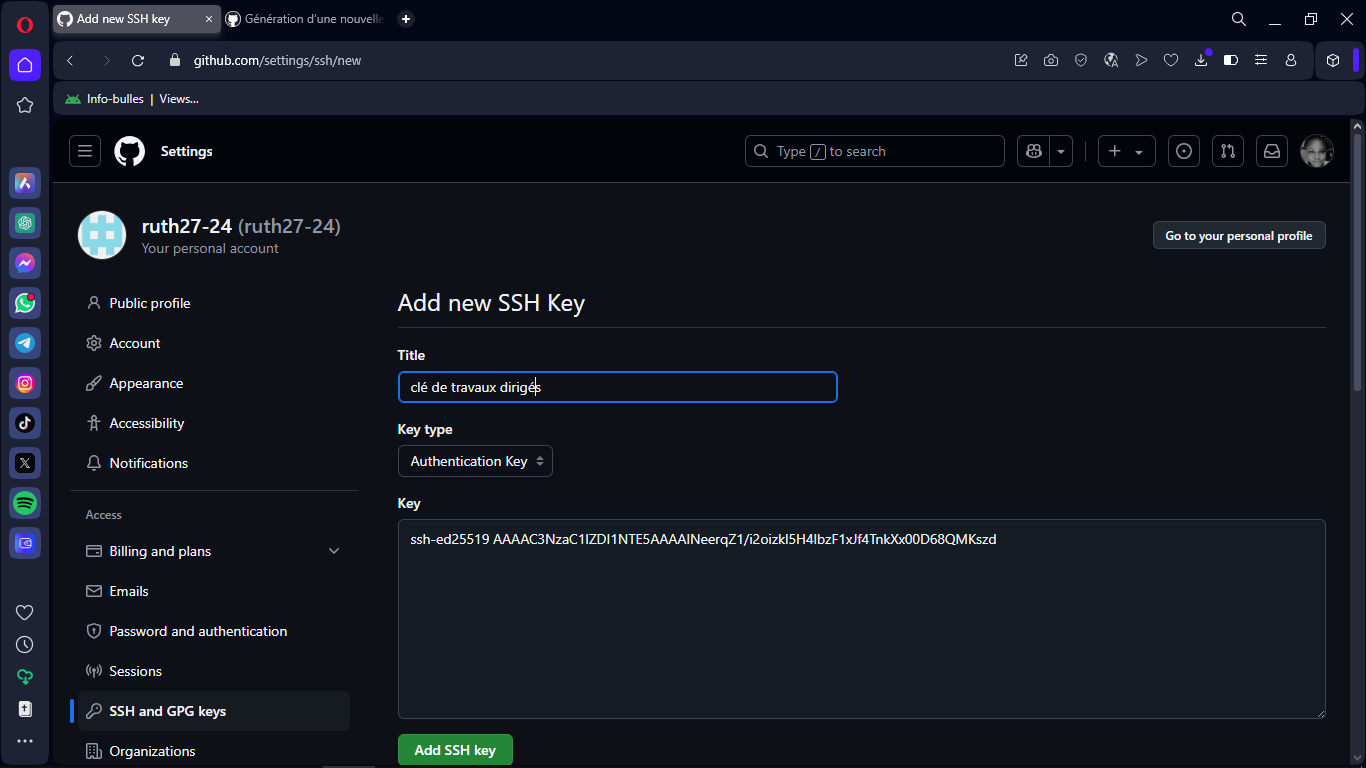 Add new SSH key
Génération d'une nouvelle
github.com/settings/ssh/new
Info-bulles | Views...
Settings
Type / to search
ruth27-24 (ruth27-24)
Your personal account
Go to your personal profile
Public profile
Account
Appearance
Accessibility
Notifications
Access
Billing and plans
Emails
Password and authentication
Sessions
SSH and GPG keys
Organizations
Add new SSH Key
Title
clé de travaux dirigés
Key type
Authentication Key
Key
ssh-ed25519 AAAAC3NzaC1lZDI1NTE5AAAAINeerqZ1/i2oizkl5H4lbzF1xJf4TnkXx00D68QMKszd
Add SSH key